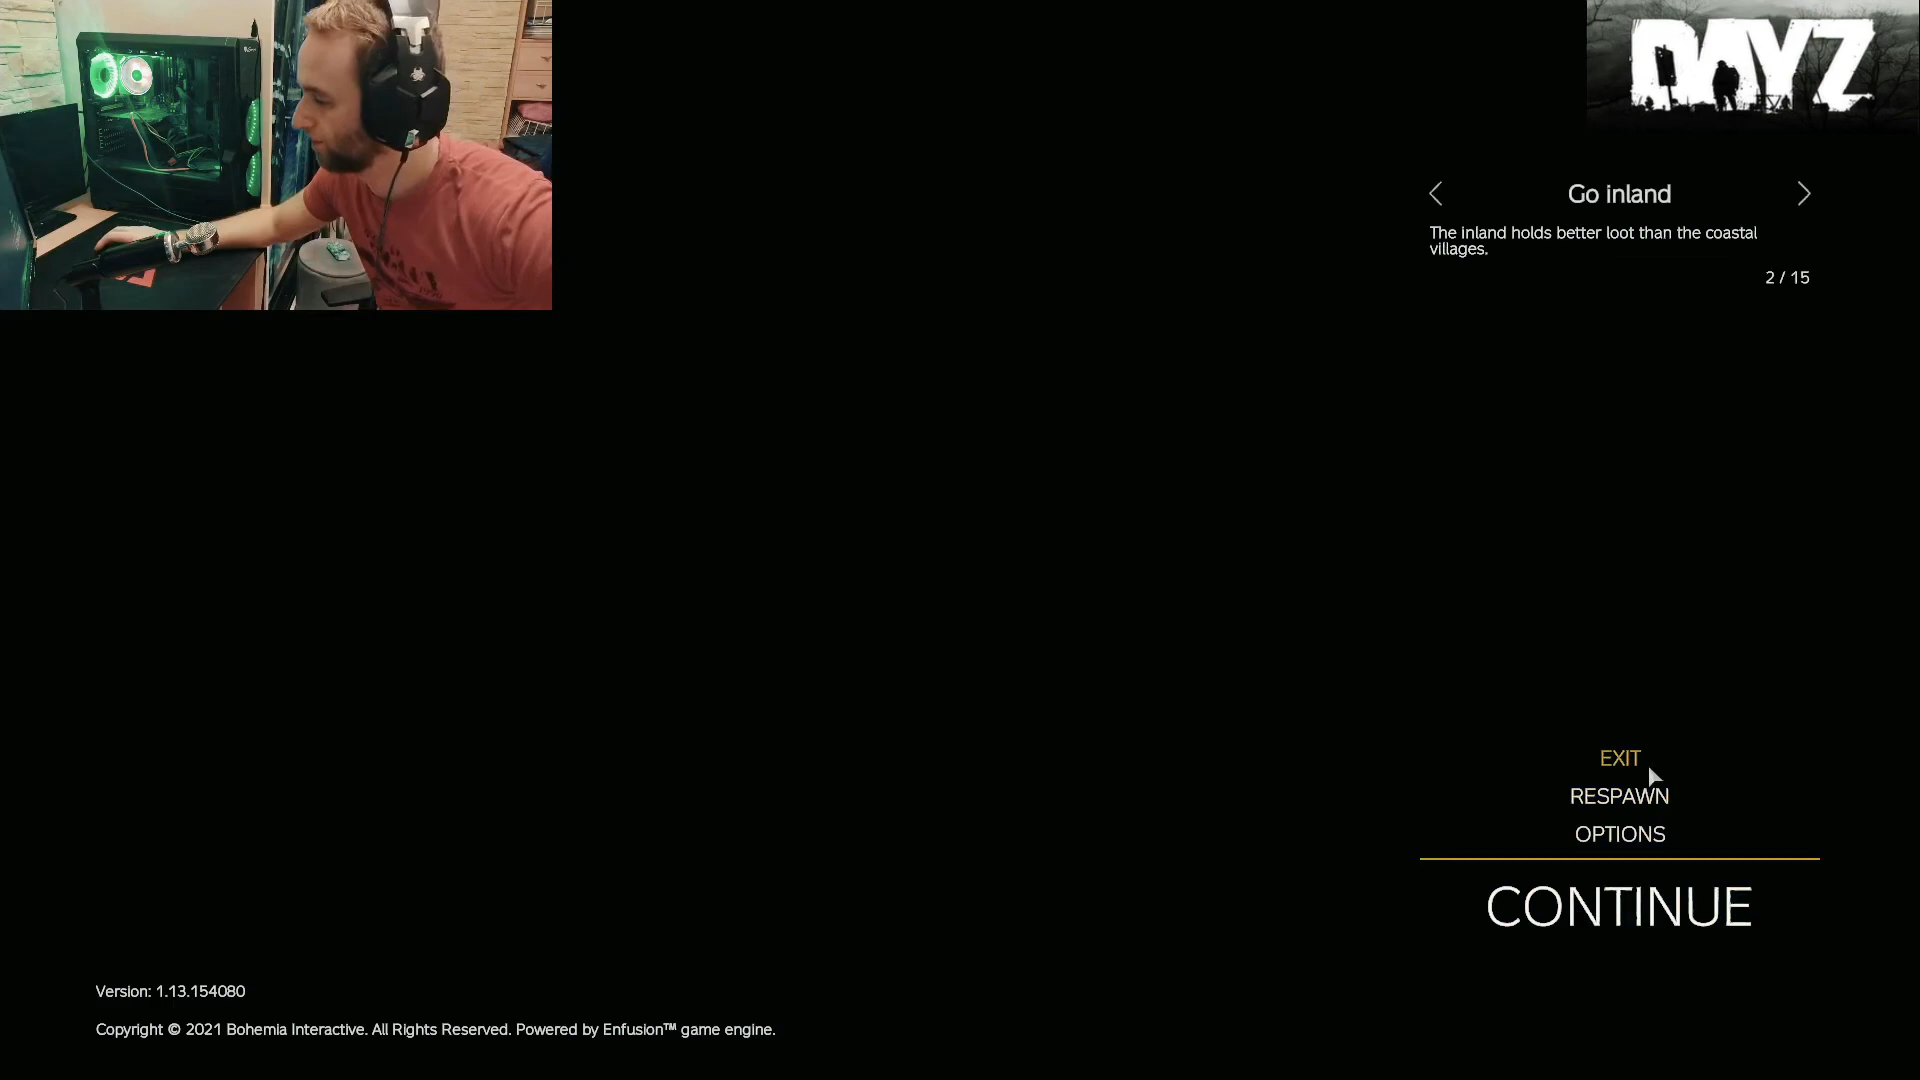 DAYZ
Go inland
The inland holds better loot than the coastal
villages.
2 / 15
EXIT
RESPAWN
OPTIONS
CONTINUE
Version: 1.13.154080
Copyright © 2021 Bohemia Interactive. All Rights Reserved. Powered by Enfusion™ game engine.